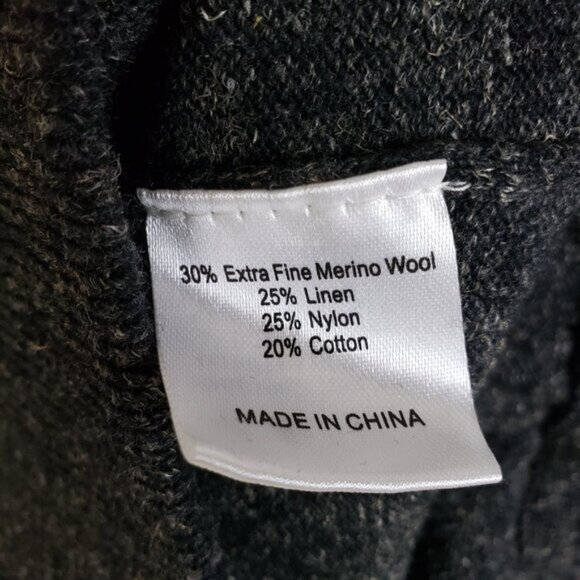 30% Extra Fine Merino Wool
25% Linen
25% Nylon
20% Cotton
MADE IN CHINA